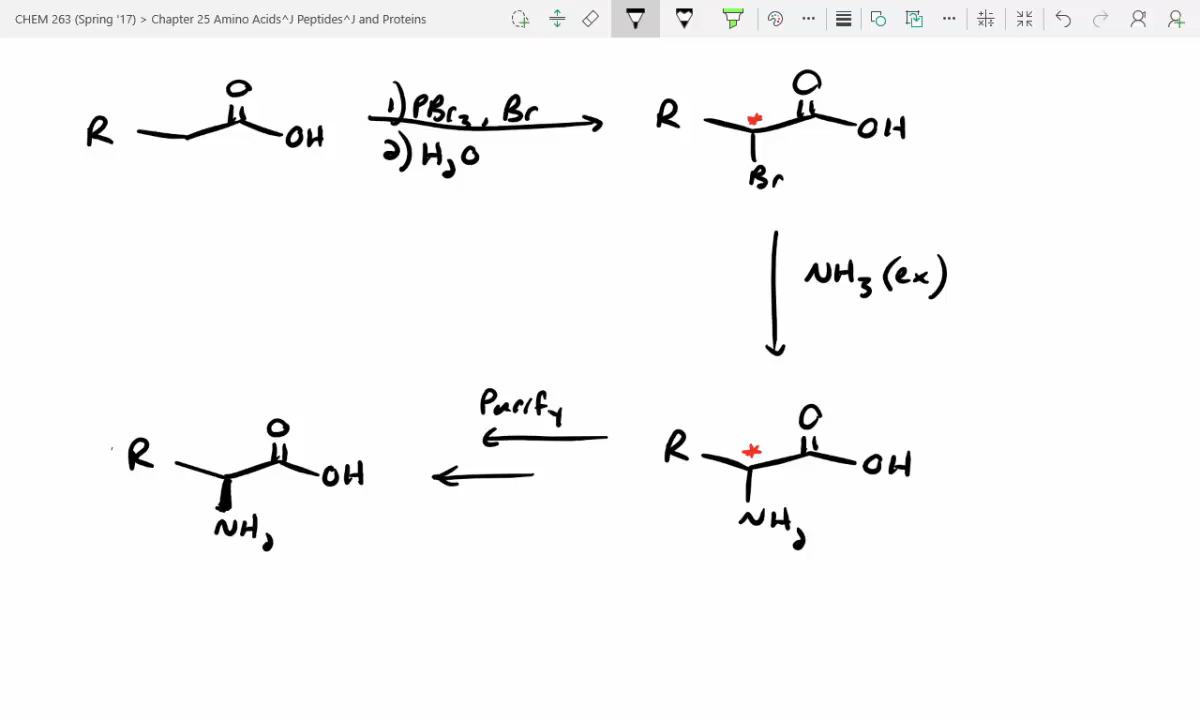 CHEM 263 (Spring '17) > Chapter 25 Amino Acids^J Peptides^J and Proteins
R O OH
1) PBr3, Br
2) H2O
R * O OH
Br
NH3 (ex)
Purify
R O OH
NH2
R * O OH
NH2